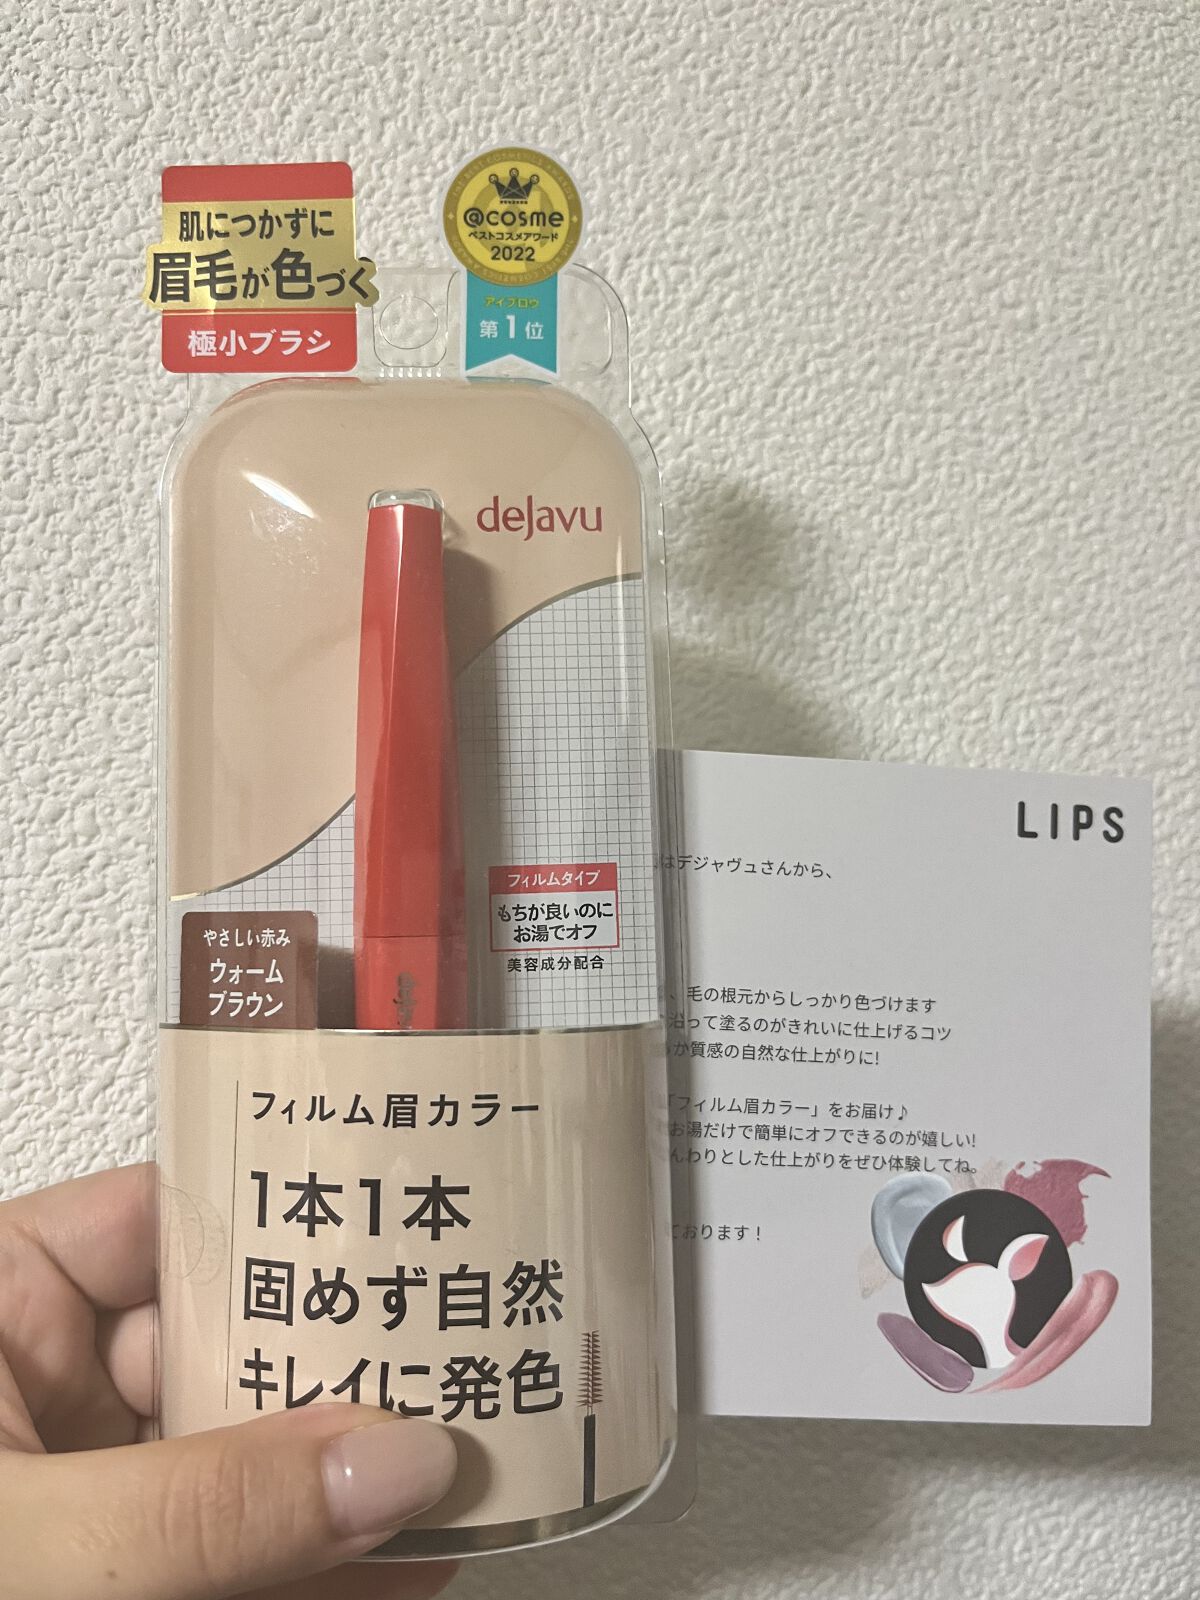 肌につかずに
眉毛が色づく
極小ブラシ
@cosme
ベストコスメアワード
2022
アイブロウ
第1位
dejavu
フィルムタイプ
もちが良いのに
お湯でオフ
美容成分配合
やさしい赤み
ウォーム
ブラウン
フィルム眉カラー
1本1本
固めず自然
キレイに発色
LIPS
はデジャヴュさんから、
、毛の根元からしっかり色づけます
沿って塗るのがきれいに仕上げるコツ
か質感の自然な仕上がりに!
「フィルム眉カラー」をお届け♪
お湯だけで簡単にオフできるのが嬉しい!
んわりとした仕上がりをぜひ体験してね。
ております!